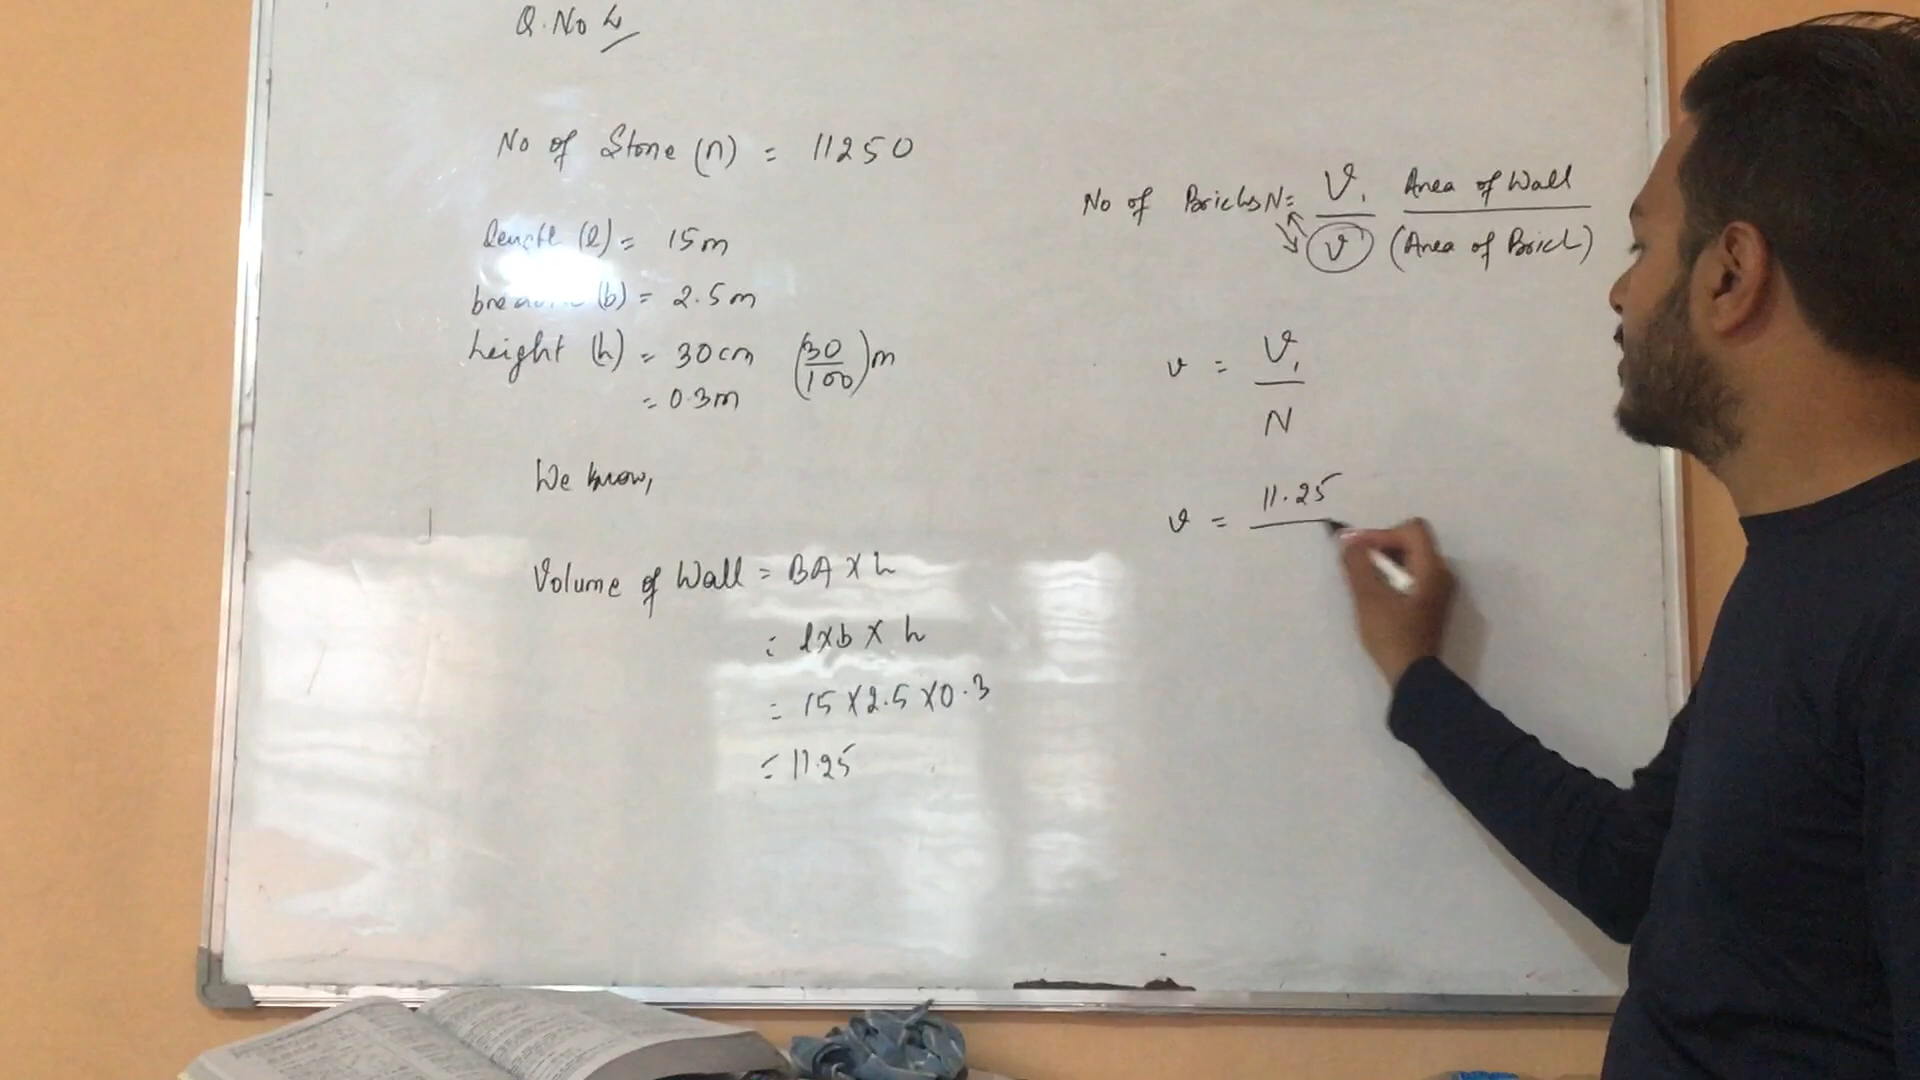 Q. No 4
No of Stone (n) = 11250
length (l) = 15m
(b) = 2.5m
height (h) = 30cm (30/100)m
= 0.3m
We know,
Volume of Wall = BA × h
= l×b × h
= 15 × 2.5 × 0.3
= 11.25
No of Bricks N = V₁ / v Area of Wall / (Area of Brick)
v = V₁ / N
v = 11.25